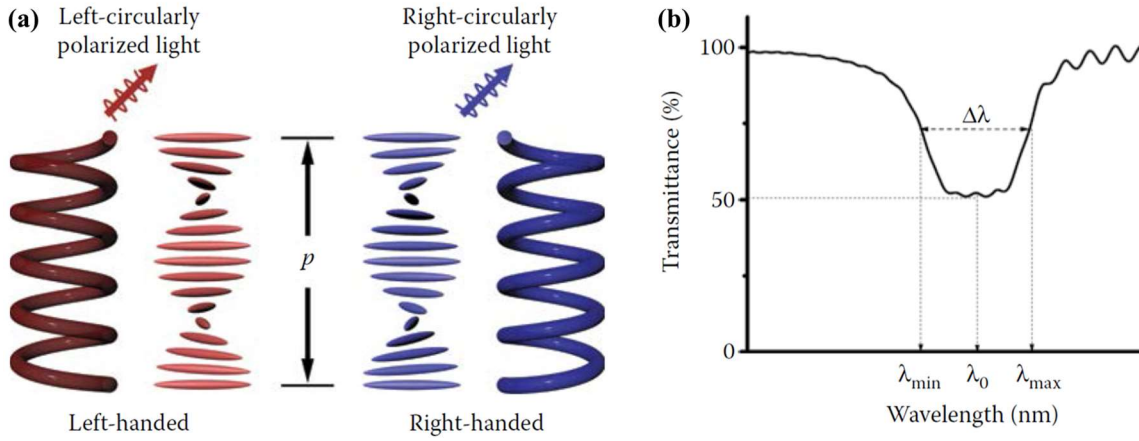 (a)
Left-circularly
polarized light
Right-circularly
polarized light
p
Left-handed
Right-handed
(b)
Transmittance (%)
100
50
0
Δλ
λmin
λ0
λmax
Wavelength (nm)